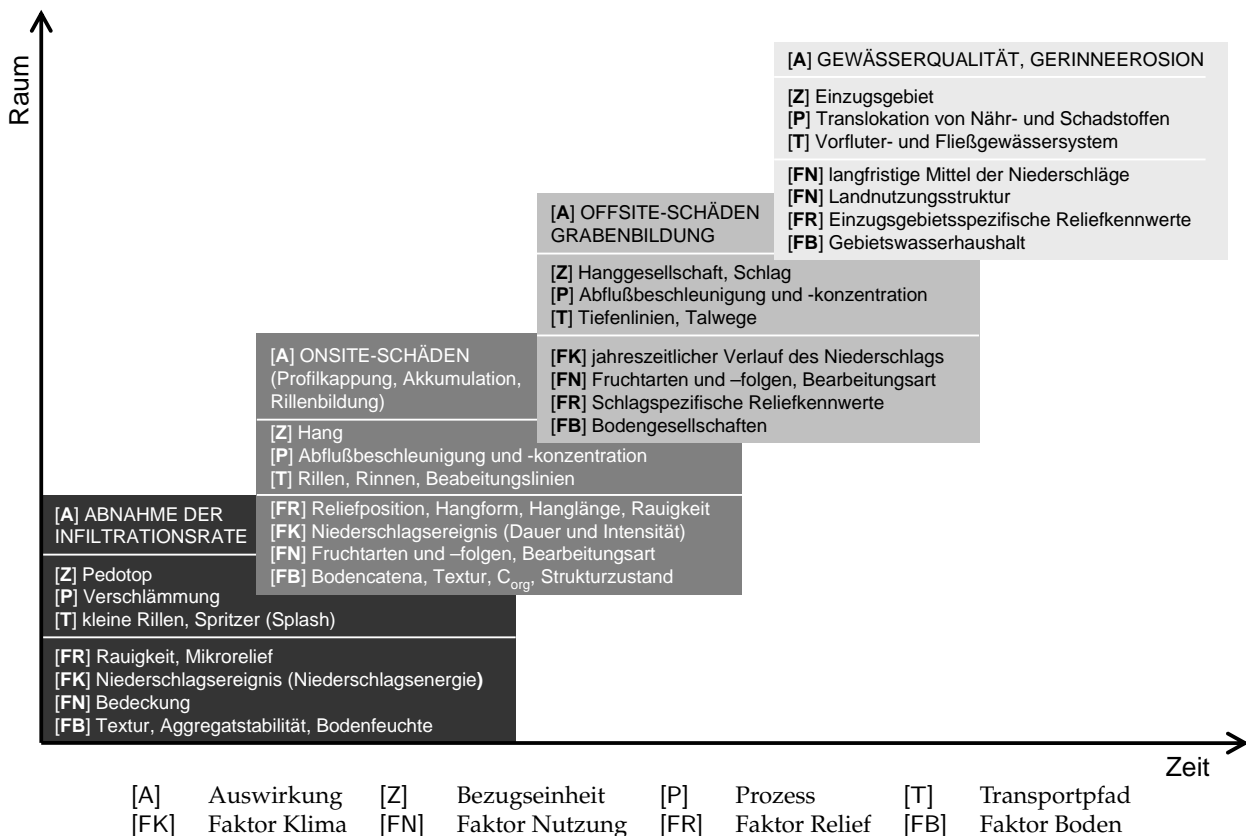 Raum
[A] GEWÄSSERQUALITÄT, GERINNEEROSION
[Z] Einzugsgebiet
[P] Translokation von Nähr- und Schadstoffen
[T] Vorfluter- und Fließgewässersystem
[FN] langfristige Mittel der Niederschläge
[FN] Landnutzungsstruktur
[FR] Einzugsgebietsspezifische Reliefkennwerte
[FB] Gebietswasserhaushalt
[A] OFFSITE-SCHÄDEN
GRABENBILDUNG
[Z] Hanggesellschaft, Schlag
[P] Abflußbeschleunigung und -konzentration
[T] Tiefenlinien, Talwege
[FK] jahreszeitlicher Verlauf des Niederschlags
[FN] Fruchtarten und –folgen, Bearbeitungsart
[FR] Schlagspezifische Reliefkennwerte
[FB] Bodengesellschaften
[A] ONSITE-SCHÄDEN
(Profilkappung, Akkumulation,
Rillenbildung)
[Z] Hang
[P] Abflußbeschleunigung und -konzentration
[T] Rillen, Rinnen, Beabeitungslinien
[FR] Reliefposition, Hangform, Hanglänge, Rauigkeit
[FK] Niederschlagsereignis (Dauer und Intensität)
[FN] Fruchtarten und –folgen, Bearbeitungsart
[FB] Bodencatena, Textur, Corg, Strukturzustand
[A] ABNAHME DER
INFILTRATIONSRATE
[Z] Pedotop
[P] Verschlämmung
[T] kleine Rillen, Spritzer (Splash)
[FR] Rauigkeit, Mikrorelief
[FK] Niederschlagsereignis (Niederschlagsenergie)
[FN] Bedeckung
[FB] Textur, Aggregatstabilität, Bodenfeuchte
Zeit
[A] Auswirkung [Z] Bezugseinheit [P] Prozess [T] Transportpfad
[FK] Faktor Klima [FN] Faktor Nutzung [FR] Faktor Relief [FB] Faktor Boden